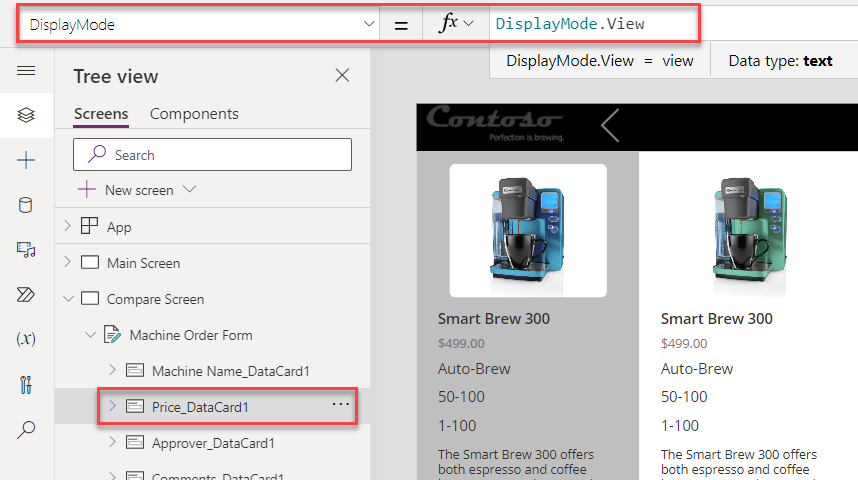 DisplayMode = fx DisplayMode.View
DisplayMode.View = view Data type: text
Tree view
Screens Components
Search
New screen
App
Main Screen
Compare Screen
Machine Order Form
Machine Name_DataCard1
Price_DataCard1 ...
Approver_DataCard1
Comments_DataCard1
Contoso
Perfection is brewing.
Smart Brew 300
$499.00
Auto-Brew
50-100
1-100
The Smart Brew 300 offers
both espresso and coffee
Smart Brew 300
$499.00
Auto-Brew
50-100
1-100
The Smart Brew 300 offers
both espresso and coffee